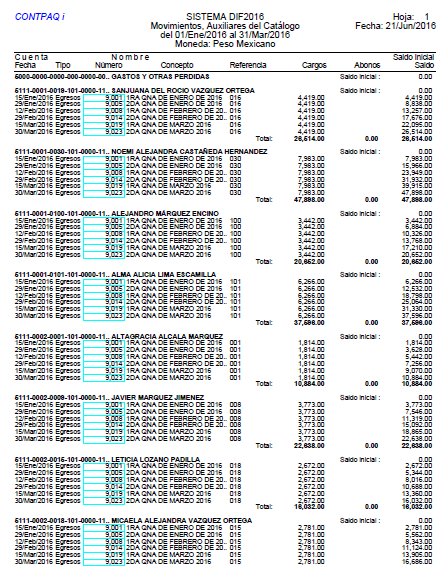 CONTPAQ i SISTEMA DIF2016 Hoja: 1
Movimientos, Auxiliares del Catálogo Fecha: 21/Jun/2016
del 01/Ene/2016 al 31/Mar/2016
Moneda: Peso Mexicano
C u e n t a N o m b r e Saldo Inicial
Fecha Tipo Número Concepto Referencia Cargos Abonos Saldo
5000-0000-0000-000-0000-00.. GASTOS Y OTRAS PERDIDAS Saldo inicial : 0.00
6111-0001-0019-101-0000-11.. SANJUANA DEL ROCIO VAZQUEZ ORTEGA Saldo inicial : 0.00
15/Ene/2016 Egresos 9,001 1RA QNA DE ENERO DE 2016 016 4,419.00 4,419.00
29/Ene/2016 Egresos 9,005 2DA QNA DE ENERO DE 2016 016 4,419.00 8,838.00
12/Feb/2016 Egresos 9,008 1RA QNA DE FEBRERO DE 20.. 016 4,419.00 13,257.00
29/Feb/2016 Egresos 9,014 2DA QNA DE FEBRERO DE 20.. 016 4,419.00 17,676.00
15/Mar/2016 Egresos 9,019 1RA QNA DE MARZO 2016 016 4,419.00 22,095.00
30/Mar/2016 Egresos 9,023 2DA QNA DE MARZO 2016 016 4,419.00 26,514.00
Total: 26,514.00 0.00 26,514.00
6111-0001-0030-101-0000-11.. NOEMI ALEJANDRA CASTAÑEDA HERNANDEZ Saldo inicial : 0.00
15/Ene/2016 Egresos 9,001 1RA QNA DE ENERO DE 2016 030 7,983.00 7,983.00
29/Ene/2016 Egresos 9,005 2DA QNA DE ENERO DE 2016 030 7,983.00 15,966.00
12/Feb/2016 Egresos 9,008 1RA QNA DE FEBRERO DE 20.. 030 7,983.00 23,949.00
29/Feb/2016 Egresos 9,014 2DA QNA DE FEBRERO DE 20.. 030 7,983.00 31,932.00
15/Mar/2016 Egresos 9,019 1RA QNA DE MARZO 2016 030 7,983.00 39,915.00
30/Mar/2016 Egresos 9,023 2DA QNA DE MARZO 2016 030 7,983.00 47,898.00
Total: 47,898.00 0.00 47,898.00
6111-0001-0100-101-0000-11.. ALEJANDRO MÁRQUEZ ENCINO Saldo inicial : 0.00
15/Ene/2016 Egresos 9,001 1RA QNA DE ENERO DE 2016 100 3,442.00 3,442.00
29/Ene/2016 Egresos 9,005 2DA QNA DE ENERO DE 2016 100 3,442.00 6,884.00
12/Feb/2016 Egresos 9,008 1RA QNA DE FEBRERO DE 20.. 100 3,442.00 10,326.00
29/Feb/2016 Egresos 9,014 2DA QNA DE FEBRERO DE 20.. 100 3,442.00 13,768.00
15/Mar/2016 Egresos 9,019 1RA QNA DE MARZO 2016 100 3,442.00 17,210.00
30/Mar/2016 Egresos 9,023 2DA QNA DE MARZO 2016 100 3,442.00 20,652.00
Total: 20,652.00 0.00 20,652.00
6111-0001-0101-101-0000-11.. ALMA ALICIA LIMA ESCAMILLA Saldo inicial : 0.00
15/Ene/2016 Egresos 9,001 1RA QNA DE ENERO DE 2016 101 6,266.00 6,266.00
29/Ene/2016 Egresos 9,005 2DA QNA DE ENERO DE 2016 101 6,266.00 12,532.00
12/Feb/2016 Egresos 9,008 1RA QNA DE FEBRERO DE 20.. 101 6,266.00 18,798.00
29/Feb/2016 Egresos 9,014 2DA QNA DE FEBRERO DE 20.. 101 6,266.00 25,064.00
15/Mar/2016 Egresos 9,019 1RA QNA DE MARZO 2016 101 6,266.00 31,330.00
30/Mar/2016 Egresos 9,023 2DA QNA DE MARZO 2016 101 6,266.00 37,596.00
Total: 37,596.00 0.00 37,596.00
6111-0002-0001-101-0000-11.. ALTAGRACIA ALCALA MARQUEZ Saldo inicial : 0.00
15/Ene/2016 Egresos 9,001 1RA QNA DE ENERO DE 2016 001 1,814.00 1,814.00
29/Ene/2016 Egresos 9,005 2DA QNA DE ENERO DE 2016 001 1,814.00 3,628.00
12/Feb/2016 Egresos 9,008 1RA QNA DE FEBRERO DE 20.. 001 1,814.00 5,442.00
29/Feb/2016 Egresos 9,014 2DA QNA DE FEBRERO DE 20.. 001 1,814.00 7,256.00
15/Mar/2016 Egresos 9,019 1RA QNA DE MARZO 2016 001 1,814.00 9,070.00
30/Mar/2016 Egresos 9,023 2DA QNA DE MARZO 2016 001 1,814.00 10,884.00
Total: 10,884.00 0.00 10,884.00
6111-0002-0008-101-0000-11.. JAVIER MARQUEZ JIMENEZ Saldo inicial : 0.00
15/Ene/2016 Egresos 9,001 1RA QNA DE ENERO DE 2016 008 3,773.00 3,773.00
29/Ene/2016 Egresos 9,005 2DA QNA DE ENERO DE 2016 008 3,773.00 7,546.00
12/Feb/2016 Egresos 9,008 1RA QNA DE FEBRERO DE 20.. 008 3,773.00 11,319.00
29/Feb/2016 Egresos 9,014 2DA QNA DE FEBRERO DE 20.. 008 3,773.00 15,092.00
15/Mar/2016 Egresos 9,019 1RA QNA DE MARZO 2016 008 3,773.00 18,865.00
30/Mar/2016 Egresos 9,023 2DA QNA DE MARZO 2016 008 3,773.00 22,638.00
Total: 22,638.00 0.00 22,638.00
6111-0002-0016-101-0000-11.. LETICIA LOZANO PADILLA Saldo inicial : 0.00
15/Ene/2016 Egresos 9,001 1RA QNA DE ENERO DE 2016 018 2,672.00 2,672.00
29/Ene/2016 Egresos 9,005 2DA QNA DE ENERO DE 2016 018 2,672.00 5,344.00
12/Feb/2016 Egresos 9,008 1RA QNA DE FEBRERO DE 20.. 018 2,672.00 8,016.00
29/Feb/2016 Egresos 9,014 2DA QNA DE FEBRERO DE 20.. 018 2,672.00 10,688.00
15/Mar/2016 Egresos 9,019 1RA QNA DE MARZO 2016 018 2,672.00 13,360.00
30/Mar/2016 Egresos 9,023 2DA QNA DE MARZO 2016 018 2,672.00 16,032.00
Total: 16,032.00 0.00 16,032.00
6111-0002-0018-101-0000-11.. MICAELA ALEJANDRA VAZQUEZ ORTEGA Saldo inicial : 0.00
15/Ene/2016 Egresos 9,001 1RA QNA DE ENERO DE 2016 015 2,781.00 2,781.00
29/Ene/2016 Egresos 9,005 2DA QNA DE ENERO DE 2016 015 2,781.00 5,562.00
12/Feb/2016 Egresos 9,008 1RA QNA DE FEBRERO DE 20.. 015 2,781.00 8,343.00
29/Feb/2016 Egresos 9,014 2DA QNA DE FEBRERO DE 20.. 015 2,781.00 11,124.00
15/Mar/2016 Egresos 9,019 1RA QNA DE MARZO 2016 015 2,781.00 13,905.00
30/Mar/2016 Egresos 9,023 2DA QNA DE MARZO 2016 015 2,781.00 16,686.00